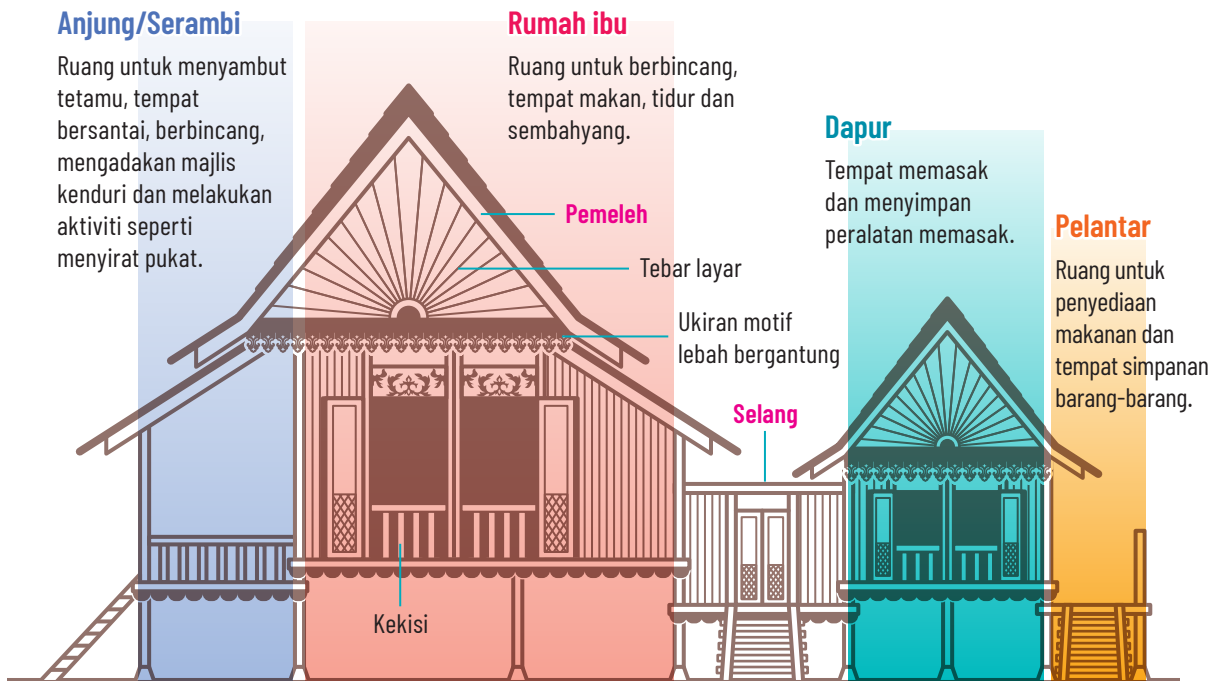 Anjung/Serambi
Ruang untuk menyambut
tetamu, tempat
bersantai, berbincang,
mengadakan majlis
kenduri dan melakukan
aktiviti seperti
menyirat pukat.
Rumah ibu
Ruang untuk berbincang,
tempat makan, tidur dan
sembahyang.
Pemeleh
Tebar layar
Ukiran motif
lebah bergantung
Selang
Kekisi
Dapur
Tempat memasak
dan menyimpan
peralatan memasak.
Pelantar
Ruang untuk
penyediaan
makanan dan
tempat simpanan
barang-barang.